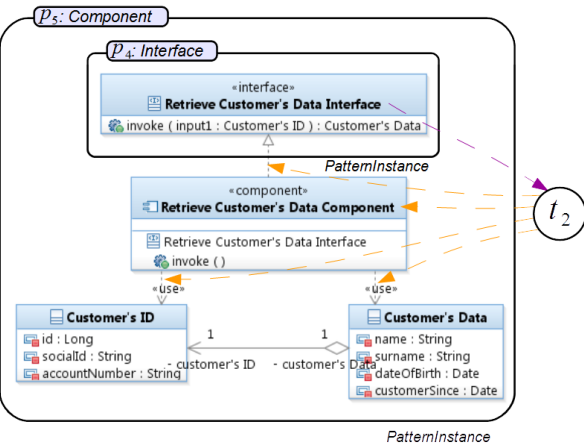 p5: Component
p4: Interface
«interface»
Retrieve Customer's Data Interface
invoke ( input1 : Customer's ID ) : Customer's Data
PatternInstance
«component»
Retrieve Customer's Data Component
t2
Retrieve Customer's Data Interface
invoke ( )
«use» «use»
Customer's ID Customer's Data
id : Long
socialId : String
accountNumber : String
1 1
- customer's ID - customer's Data
name : String
surname : String
dateOfBirth : Date
customerSince : Date
PatternInstance